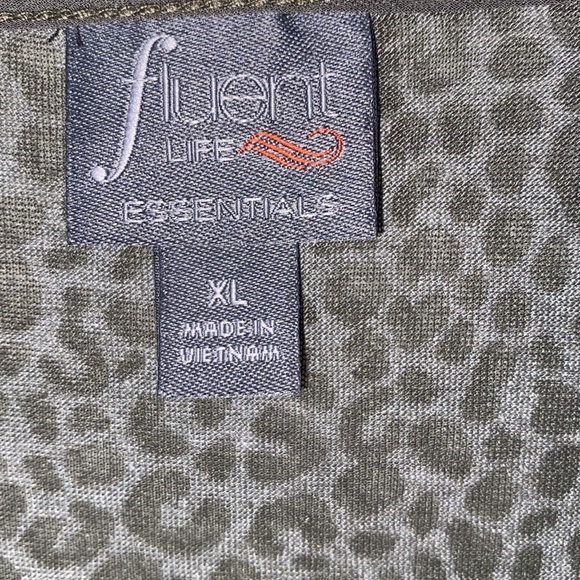 fluent
LIFE
ESSENTIALS
XL
MADE IN
VIETNAM